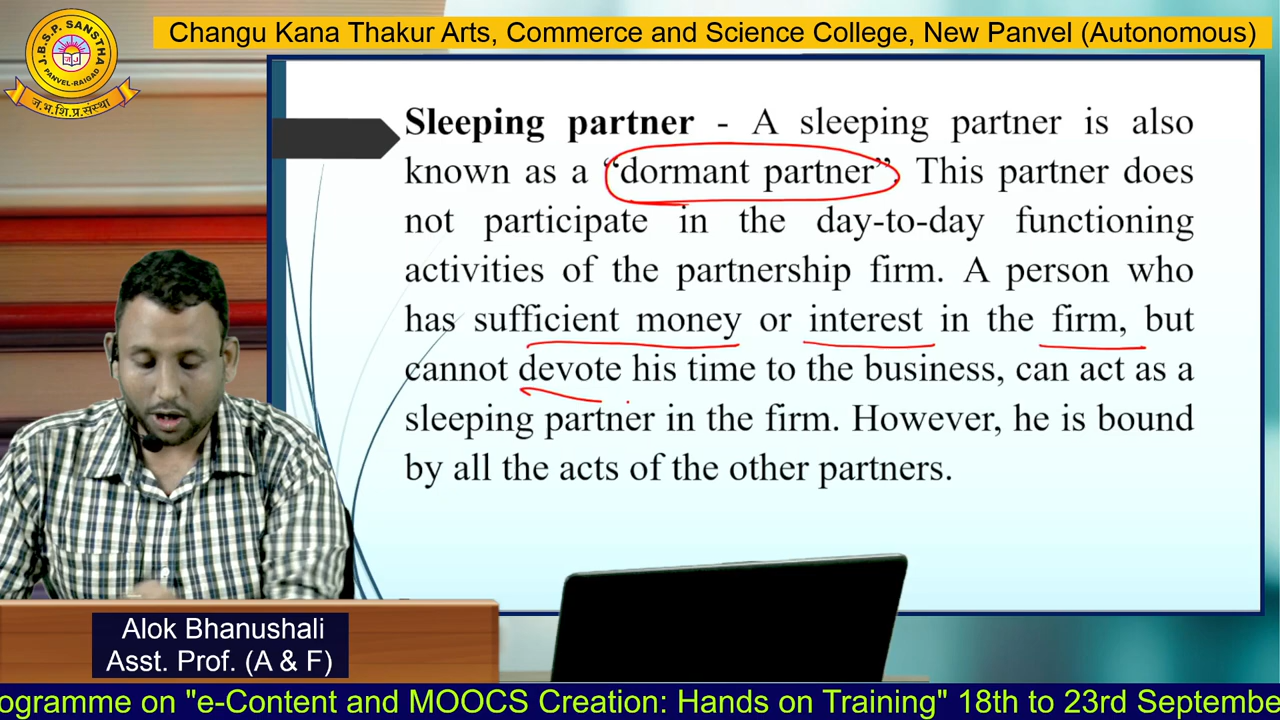 Changu Kana Thakur Arts, Commerce and Science College, New Panvel (Autonomous)
J.B.S.P. SANSTHA
PANVEL-RAIGAD
ज.भ.शि.प्र.संस्था
Sleeping partner - A sleeping partner is also
known as a “dormant partner”. This partner does
not participate in the day-to-day functioning
activities of the partnership firm. A person who
has sufficient money or interest in the firm, but
cannot devote his time to the business, can act as a
sleeping partner in the firm. However, he is bound
by all the acts of the other partners.
Alok Bhanushali
Asst. Prof. (A & F)
ogramme on "e-Content and MOOCS Creation: Hands on Training" 18th to 23rd Septembe